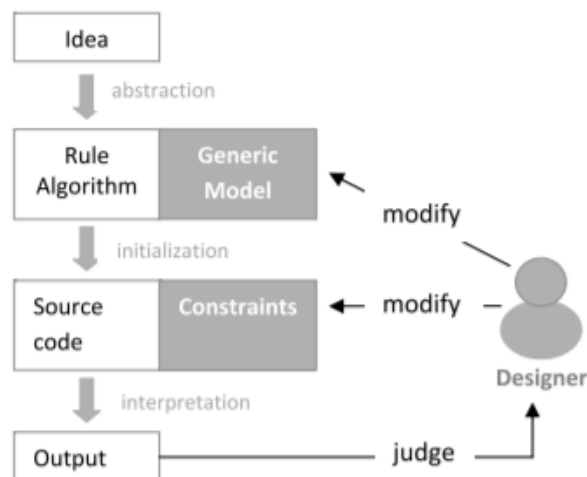 Idea
abstraction
Rule
Algorithm
Generic
Model
modify
initialization
Source
code
Constraints
modify
Designer
interpretation
Output
judge